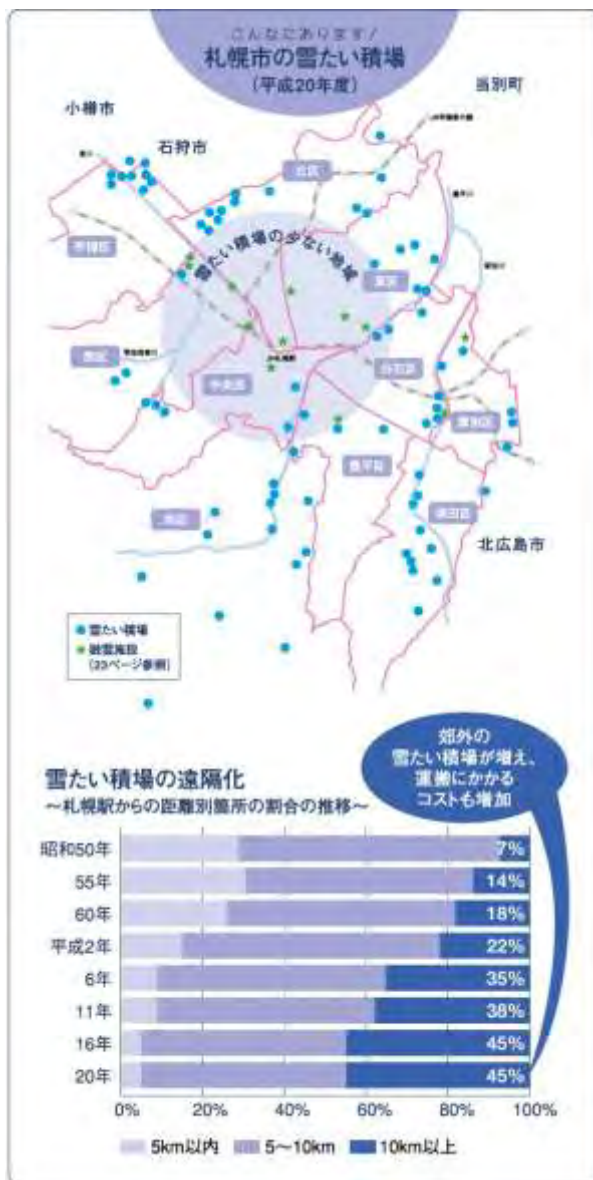 こんなにあります！
札幌市の雪たい積場
（平成20年度）
当別町
小樽市
石狩市
北区
手稲区
雪たい積場の少ない地域
東区
西区
中央区
白石区
厚別区
豊平区
南区
清田区
北広島市
雪たい積場
融雪施設
（23ページ参照）
郊外の
雪たい積場が増え、
運搬にかかる
コストも増加
雪たい積場の遠隔化
～札幌駅からの距離別箇所の割合の推移～
昭和50年
7%
55年
14%
60年
18%
平成2年
22%
6年
35%
11年
38%
16年
45%
20年
45%
0%
20%
40%
60%
80%
100%
5km以内
5～10km
10km以上